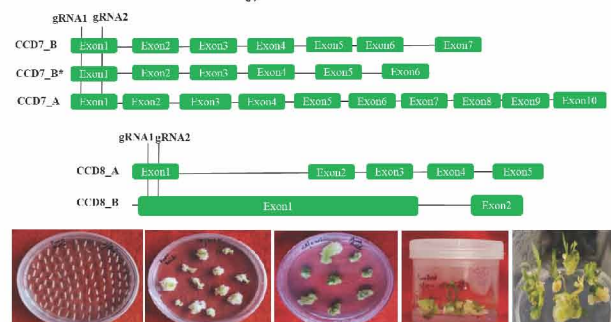 gRNA1
gRNA2
CCD7_B Exon1 Exon2 Exon3 Exon4 Exon5 Exon6 Exon7
CCD7_B* Exon1 Exon2 Exon3 Exon4 Exon5 Exon6
CCD7_A Exon1 Exon2 Exon3 Exon4 Exon5 Exon6 Exon7 Exon8 Exon9 Exon10
gRNA1 gRNA2
CCD8_A Exon1 Exon2 Exon3 Exon4 Exon5
CCD8_B Exon1 Exon2